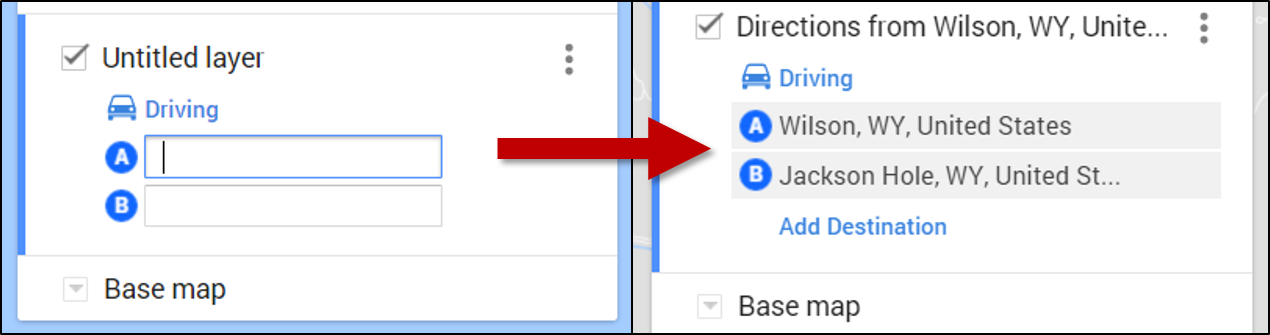 Untitled layer
Driving
A
B
Base map
Directions from Wilson, WY, Unite...
Driving
A Wilson, WY, United States
B Jackson Hole, WY, United St...
Add Destination
Base map